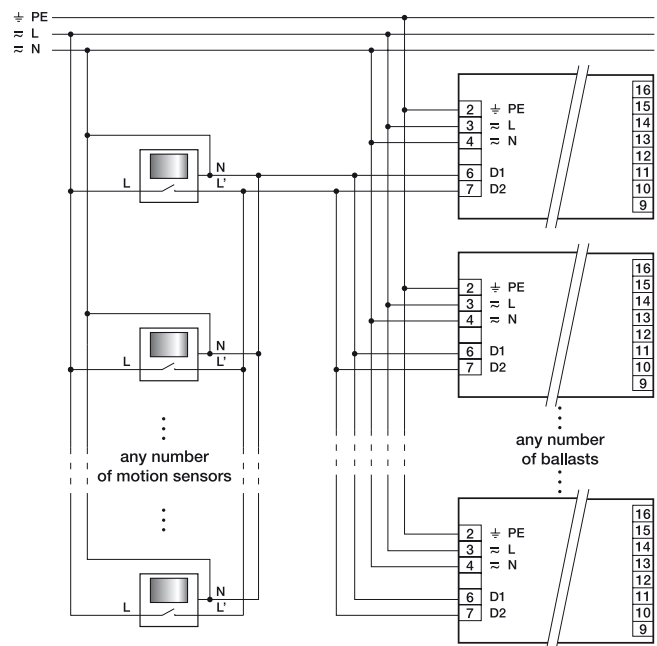 ⏚ PE
≂ L
≂ N
L
N
L'
2 ⏚ PE
3 ≂ L
4 ≂ N
6 D1
7 D2
16
15
14
13
12
11
10
9
L
N
L'
2 ⏚ PE
3 ≂ L
4 ≂ N
6 D1
7 D2
16
15
14
13
12
11
10
9
any number
of motion sensors
any number
of ballasts
L
N
L'
2 ⏚ PE
3 ≂ L
4 ≂ N
6 D1
7 D2
16
15
14
13
12
11
10
9